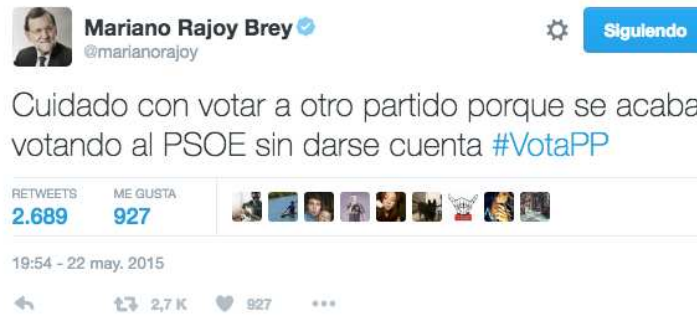 Mariano Rajoy Brey
Siguiendo
@marianorajoy
Cuidado con votar a otro partido porque se acaba
votando al PSOE sin darse cuenta #VotaPP
RETWEETS ME GUSTA
2.689 927
19:54 - 22 may. 2015
2,7 K 927